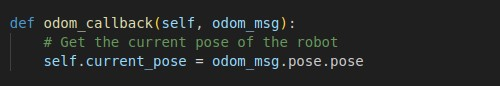 def odom_callback(self, odom_msg):
    # Get the current pose of the robot
    self.current_pose = odom_msg.pose.pose